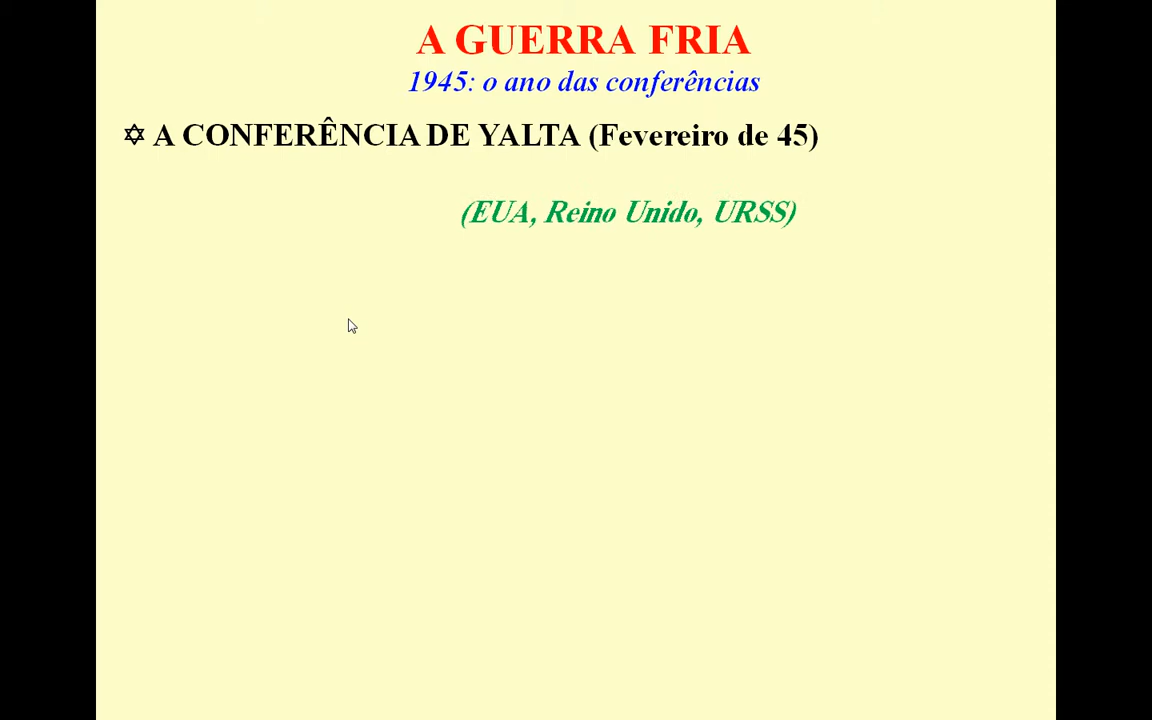 A GUERRA FRIA
1945: o ano das conferências
✡ A CONFERÊNCIA DE YALTA (Fevereiro de 45)
(EUA, Reino Unido, URSS)